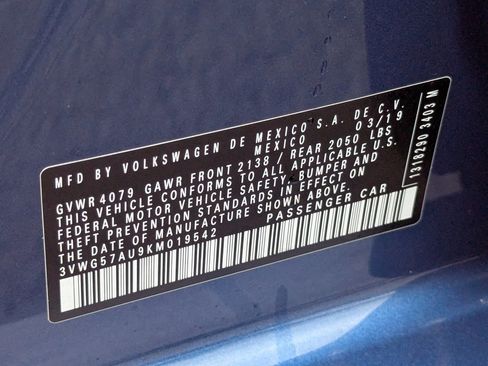 MFD BY VOLKSWAGEN DE MEXICO S.A. DE C.V.
MEXICO 03/19
GVWR4079 GAWR FRONT 2138/ REAR 2050 LBS
THIS VEHICLE CONFORMS TO ALL APPLICABLE U.S.
FEDERAL MOTOR VEHICLE SAFETY, BUMPER AND
THEFT PREVENTION STANDARDS IN EFFECT ON
THE DATE OF MANUFACTURE SHOWN ABOVE.
3VWG57AU9KM019542 PASSENGER CAR
1318290 3403 M